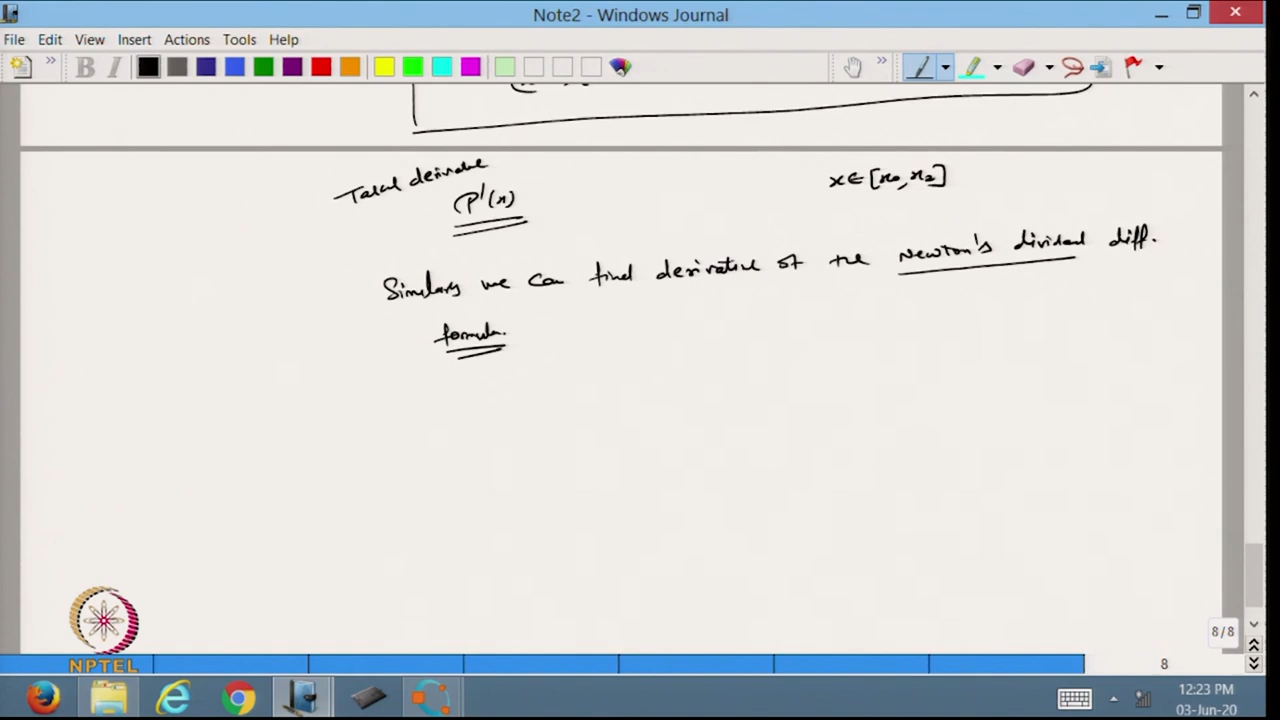 Note2 - Windows Journal
File Edit View Insert Actions Tools Help
Total derivative
x ∈ [x₀, x₂]
P'(x)
Similarly we can find derivative of the Newton's divided diff.
formula.
8/8
NPTEL
8
12:23 PM
03-Jun-20